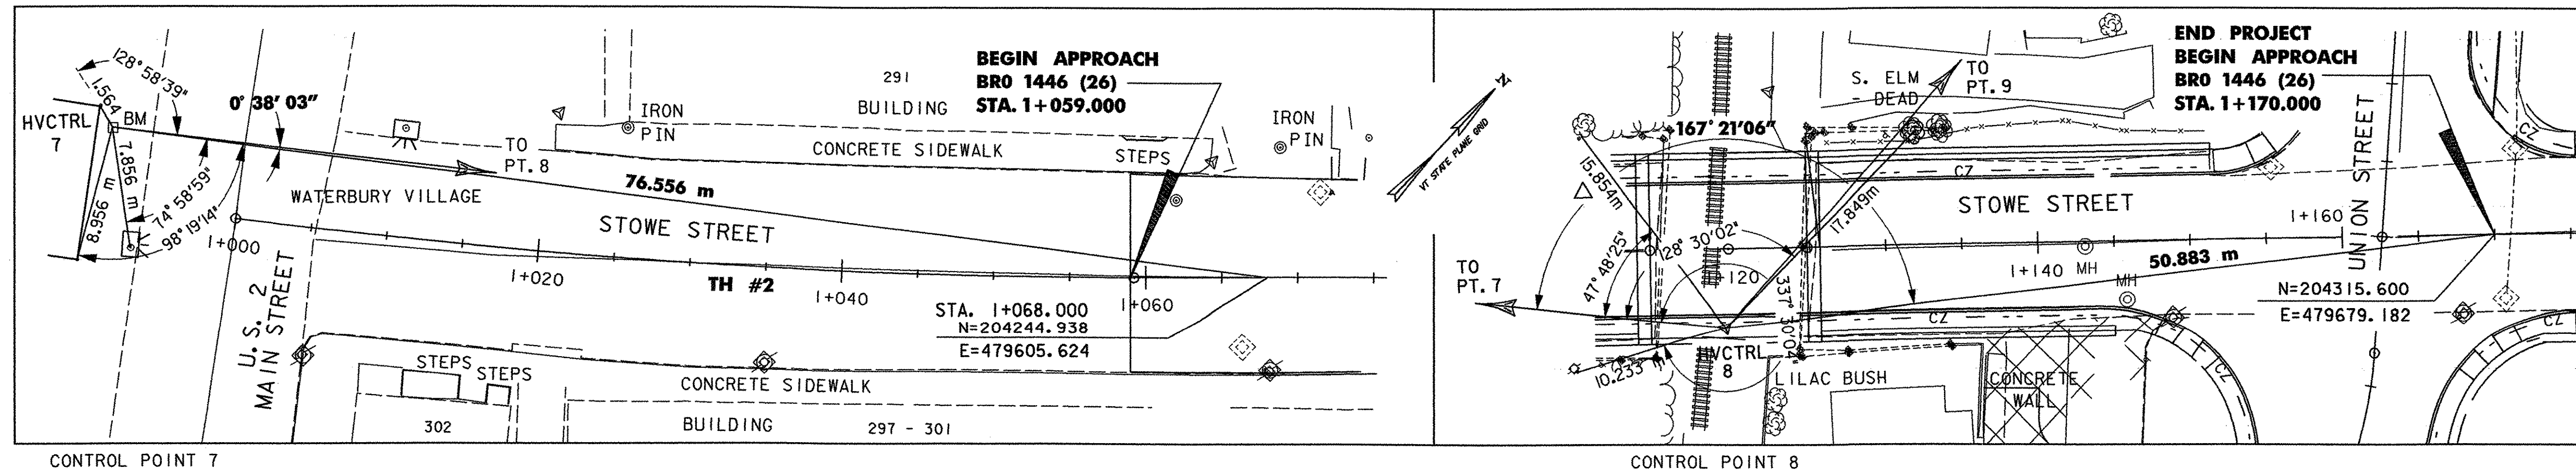 128° 58'39"
1.564
HVCTRL
7
BM
0° 38' 03"
7.856 m
8.956 m
74° 58'59"
98° 19'14"
1+000
WATERBURY VILLAGE
TO
PT. 8
IRON
PIN
291
BUILDING
CONCRETE SIDEWALK
BEGIN APPROACH
BRO 1446 (26)
STA. 1+059.000
STEPS
IRON
PIN
76.556 m
STOWE STREET
1+020
TH #2
1+040
1+060
STA. 1+068.000
N=204244.938
E=479605.624
U.S. 2
MAIN STREET
STEPS
STEPS
CONCRETE SIDEWALK
302
BUILDING
297 - 301
CONTROL POINT 7
N
VT STATE PLANE GRID
S. ELM
- DEAD
TO
PT. 9
END PROJECT
BEGIN APPROACH
BRO 1446 (26)
STA. 1+170.000
167° 21'06"
15.854m
17.849m
CZ
CZ
STOWE STREET
UNION STREET
1+160
47° 48'25"
128° 30'02"
+120
337° 30'04"
1+140
MH
MH
50.883 m
N=204315.600
E=479679.182
TO
PT. 7
10.233 m
HVCTRL
8
CZ
LILAC BUSH
CONCRETE
WALL
CZ
CZ
CONTROL POINT 8